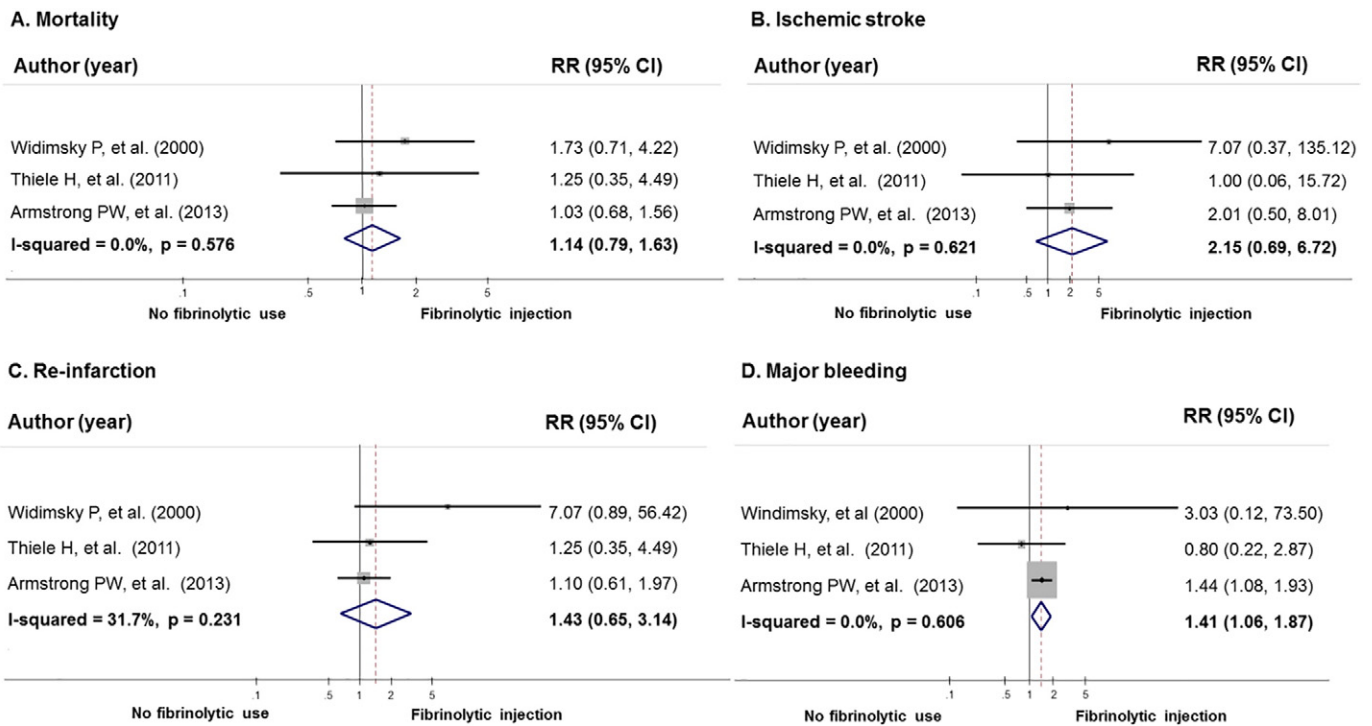 A. Mortality
Author (year) RR (95% CI)
Widimsky P, et al. (2000) 1.73 (0.71, 4.22)
Thiele H, et al. (2011) 1.25 (0.35, 4.49)
Armstrong PW, et al. (2013) 1.03 (0.68, 1.56)
I-squared = 0.0%, p = 0.576 1.14 (0.79, 1.63)
.1 .5 1 2 5
No fibrinolytic use Fibrinolytic injection
B. Ischemic stroke
Author (year) RR (95% CI)
Widimsky P, et al. (2000) 7.07 (0.37, 135.12)
Thiele H, et al. (2011) 1.00 (0.06, 15.72)
Armstrong PW, et al. (2013) 2.01 (0.50, 8.01)
I-squared = 0.0%, p = 0.621 2.15 (0.69, 6.72)
.1 .5 1 2 5
No fibrinolytic use Fibrinolytic injection
C. Re-infarction
Author (year) RR (95% CI)
Widimsky P, et al. (2000) 7.07 (0.89, 56.42)
Thiele H, et al. (2011) 1.25 (0.35, 4.49)
Armstrong PW, et al. (2013) 1.10 (0.61, 1.97)
I-squared = 31.7%, p = 0.231 1.43 (0.65, 3.14)
.1 .5 1 2 5
No fibrinolytic use Fibrinolytic injection
D. Major bleeding
Author (year) RR (95% CI)
Windimsky, et al (2000) 3.03 (0.12, 73.50)
Thiele H, et al. (2011) 0.80 (0.22, 2.87)
Armstrong PW, et al. (2013) 1.44 (1.08, 1.93)
I-squared = 0.0%, p = 0.606 1.41 (1.06, 1.87)
.1 .5 1 2 5
No fibrinolytic use Fibrinolytic injection